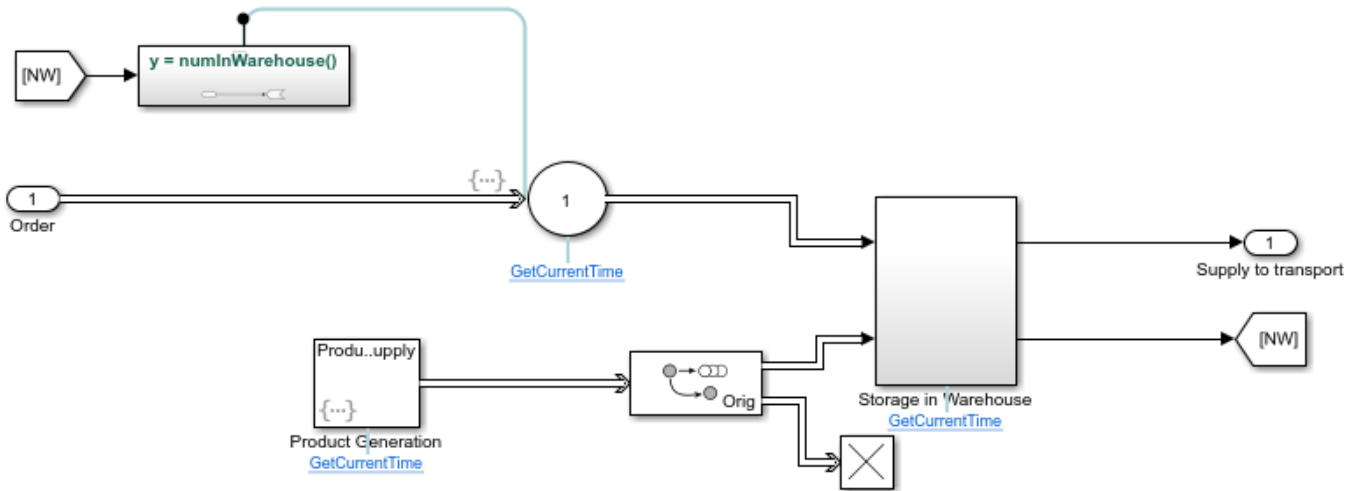 [NW]
y = numInWarehouse()
{...}
1
Order
1
GetCurrentTime
1
Supply to transport
[NW]
Produ..upply
{...}
Product Generation
GetCurrentTime
Orig
Storage in Warehouse
GetCurrentTime